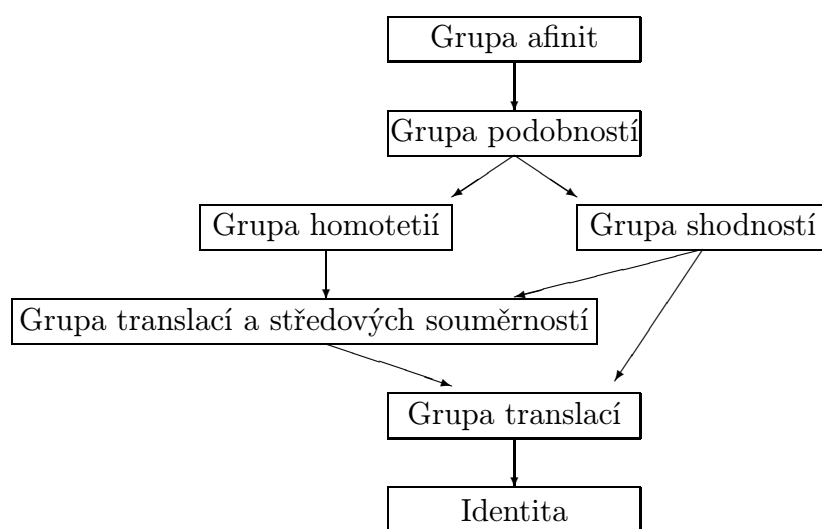 Grupa afinit
Grupa podobností
Grupa homotetií
Grupa shodností
Grupa translací a středových souměrností
Grupa translací
Identita